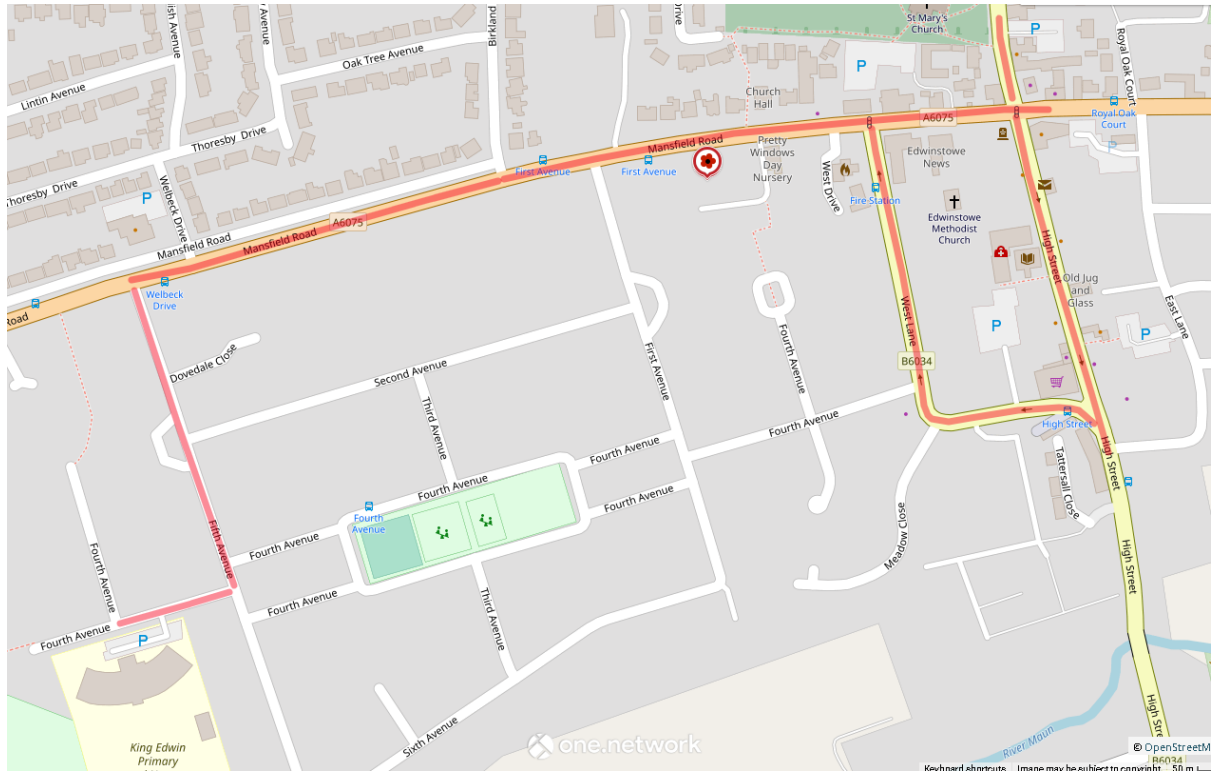 St Mary's
Church
Drive
Birkland
ish Avenue
Avenue
Oak Tree Avenue
Lintin Avenue
P
P
Royal Oak Court
Church
Hall
Royal Oak
Court
A6075
Thoresby Drive
Mansfield Road
Pretty
Windows
Day
Nursery
Edwinstowe
News
P
First Avenue
First Avenue
West Drive
Thoresby Drive
Welbeck Drive
P
Fire Station
Edwinstowe
Methodist
Church
A6075
Mansfield Road
Mansfield Road
High Street
Old Jug
and
Glass
Welbeck
Drive
Road
East Lane
West Lane
P
P
Dovedale Close
Fourth Avenue
First Avenue
B6034
Second Avenue
Third Avenue
High Street
Fourth Avenue
Fourth Avenue
High Street
Tattersall Close
Fourth Avenue
Fourth Avenue
Fourth
Avenue
Fifth Avenue
Fourth Avenue
Meadow Close
High Street
Fourth Avenue
Fourth Avenue
Third Avenue
Fourth Avenue
P
Sixth Avenue
High Street
River Maun
King Edwin
Primary
one.network
© OpenStreetM
B6034
Keyboard shortcuts Image may be subject to copyright 50 m